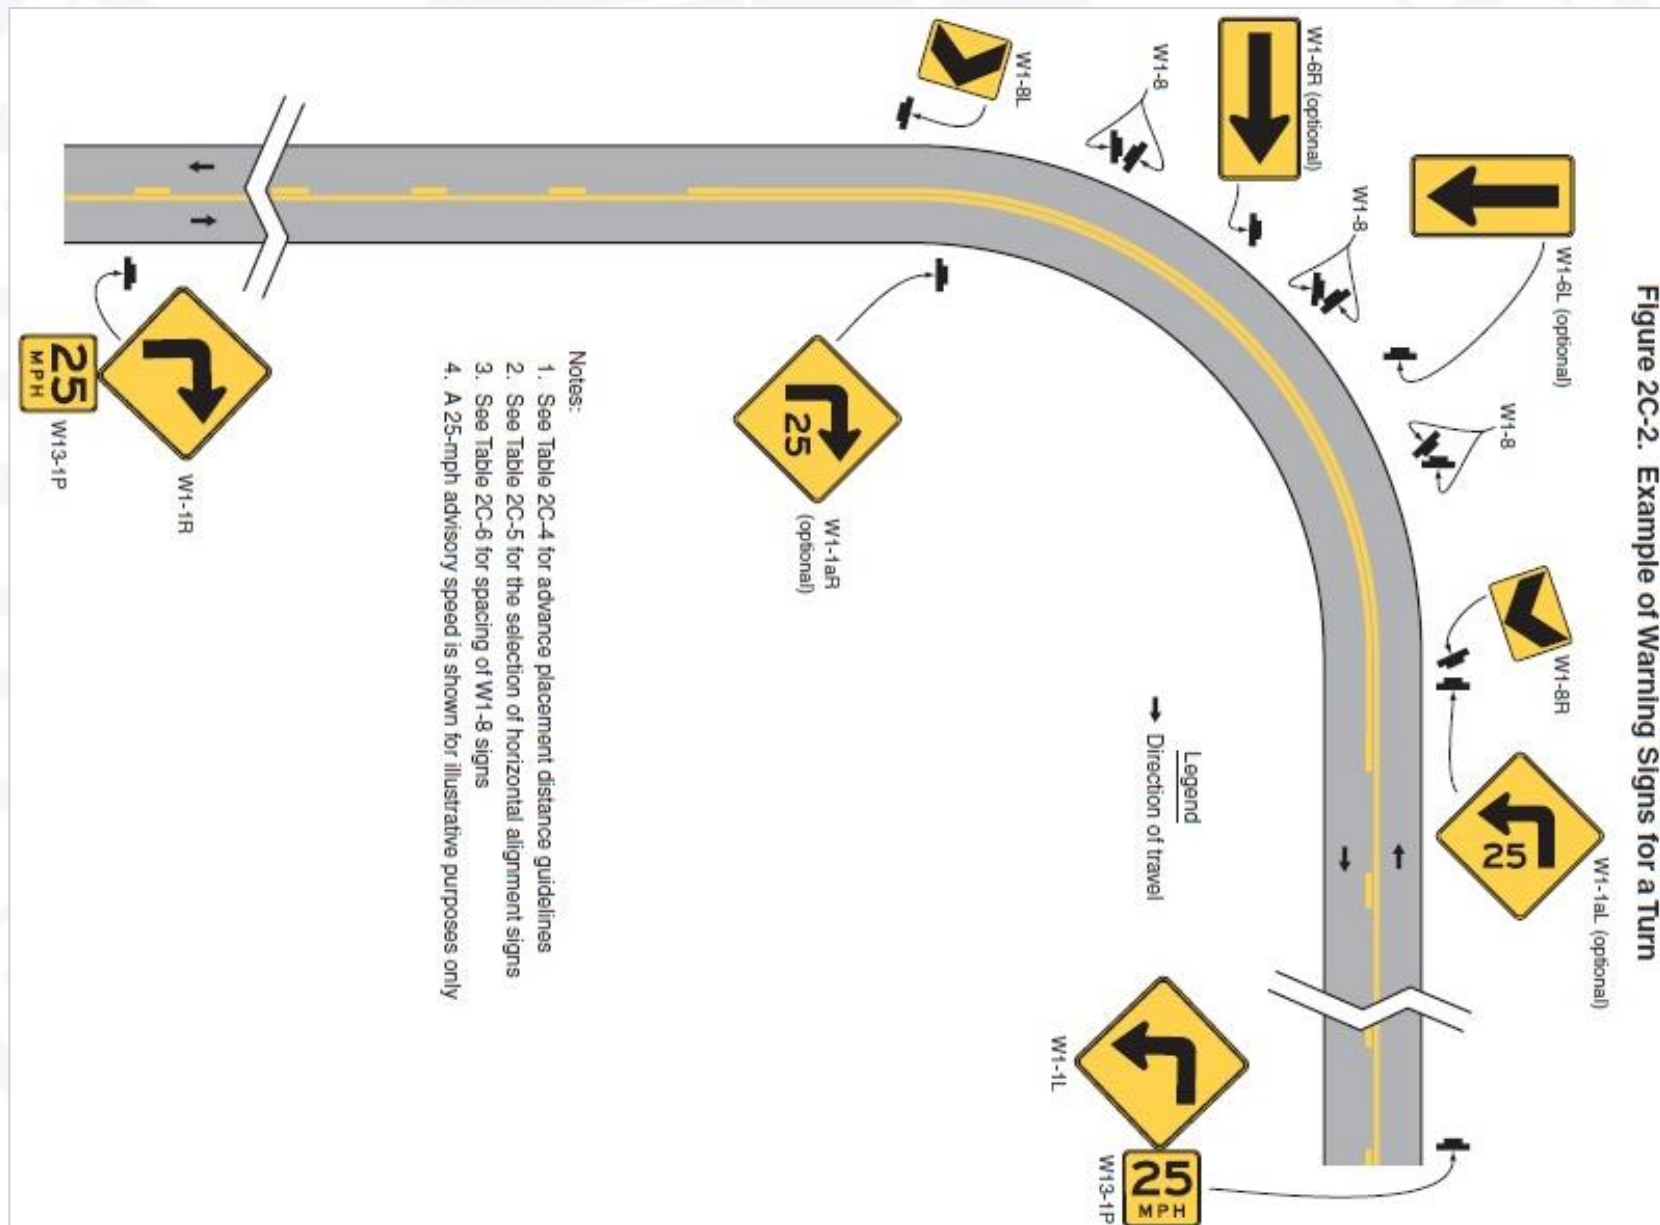 Figure 2C-2. Example of Warning Signs for a Turn
W1-6L (optional)
W1-6R (optional)
W1-8
W1-8
W1-8
W1-8L
W1-8R
25
W1-1aL (optional)
25
W1-1aR
(optional)
Legend
Direction of travel
W1-1L
25
MPH
W13-1P
Notes:
1. See Table 2C-4 for advance placement distance guidelines
2. See Table 2C-5 for the selection of horizontal alignment signs
3. See Table 2C-6 for spacing of W1-8 signs
4. A 25-mph advisory speed is shown for illustrative purposes only
W1-1R
25
MPH
W13-1P